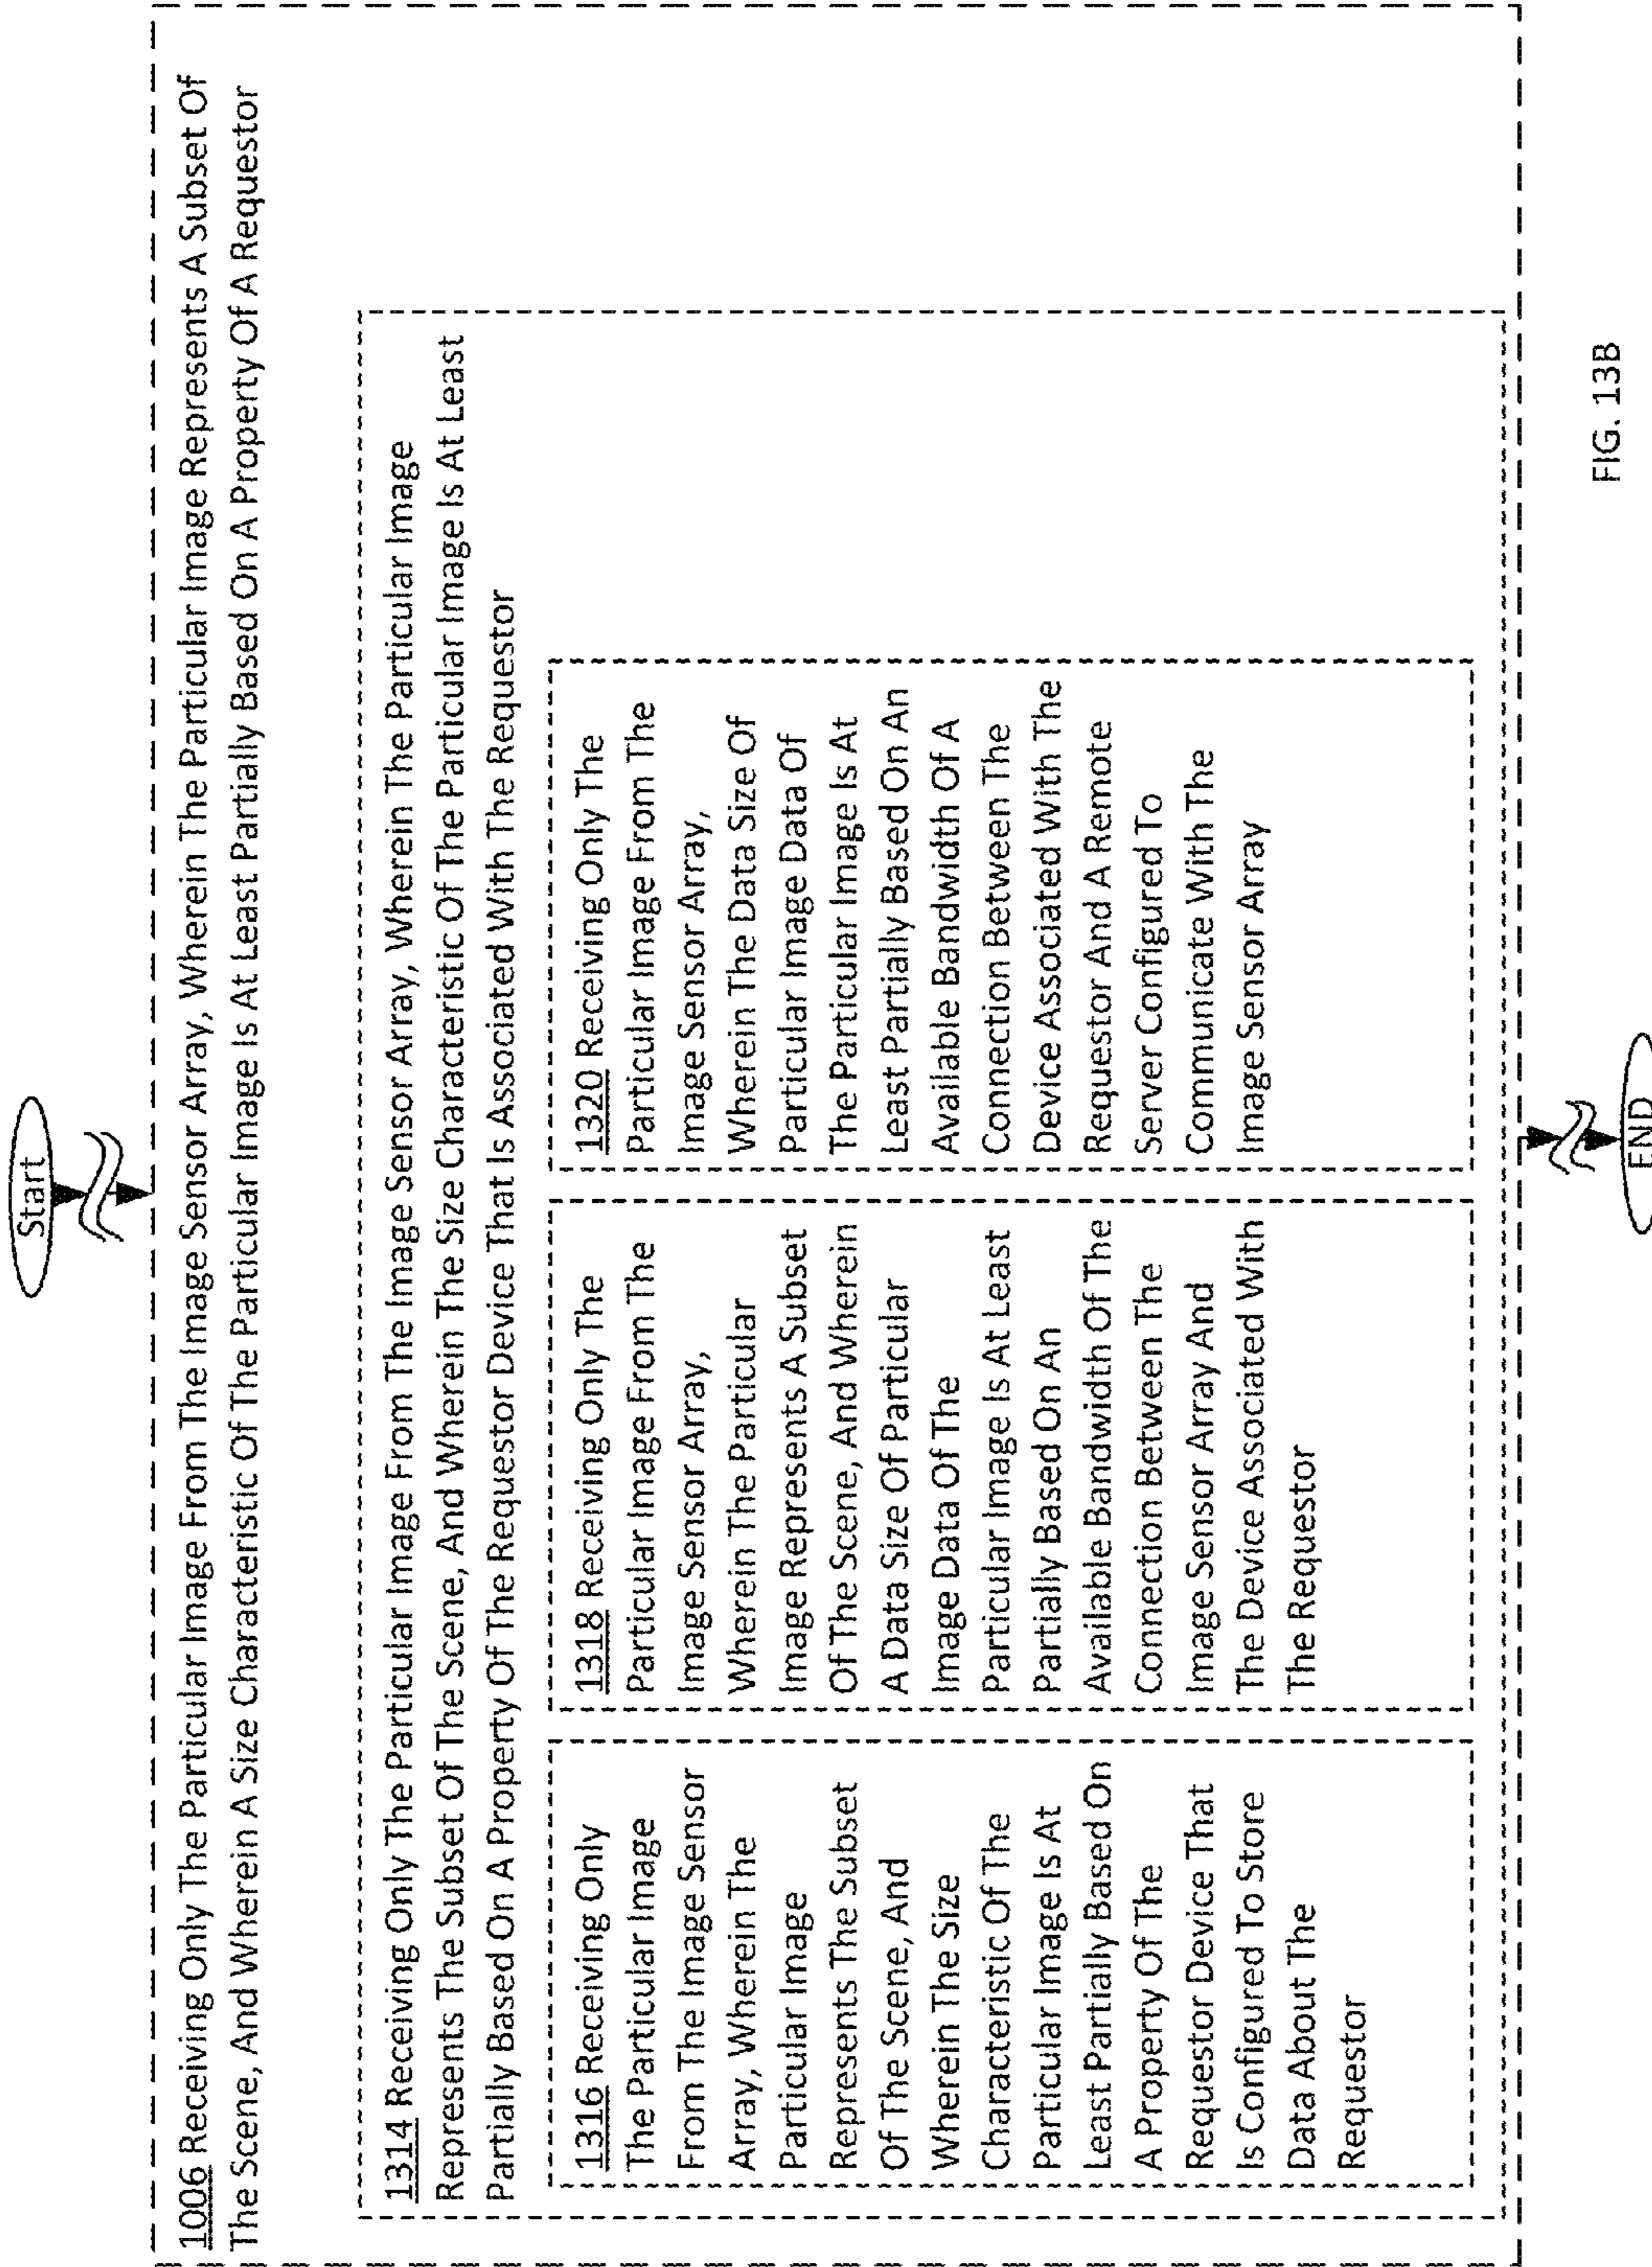 Start
1006 Receiving Only The Particular Image From The Image Sensor Array, Wherein The Particular Image Represents A Subset Of
The Scene, And Wherein A Size Characteristic Of The Particular Image Is At Least Partially Based On A Property Of A Requestor
1314 Receiving Only The Particular Image From The Image Sensor Array, Wherein The Particular Image
Represents The Subset Of The Scene, And Wherein The Size Characteristic Of The Particular Image Is At Least
Partially Based On A Property Of The Requestor Device That Is Associated With The Requestor
1316 Receiving Only
The Particular Image
From The Image Sensor
Array, Wherein The
Particular Image
Represents The Subset
Of The Scene, And
Wherein The Size
Characteristic Of The
Particular Image Is At
Least Partially Based On
A Property Of The
Requestor Device That
Is Configured To Store
Data About The
Requestor
1318 Receiving Only The
Particular Image From The
Image Sensor Array,
Wherein The Particular
Image Represents A Subset
Of The Scene, And Wherein
A Data Size Of Particular
Image Data Of The
Particular Image Is At Least
Partially Based On An
Available Bandwidth Of The
Connection Between The
Image Sensor Array And
The Device Associated With
The Requestor
1320 Receiving Only The
Particular Image From The
Image Sensor Array,
Wherein The Data Size Of
Particular Image Data Of
The Particular Image Is At
Least Partially Based On An
Available Bandwidth Of A
Connection Between The
Device Associated With The
Requestor And A Remote
Server Configured To
Communicate With The
Image Sensor Array
END
FIG. 13B